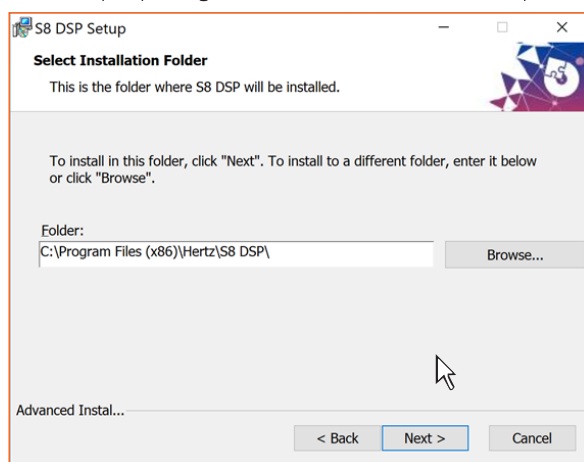 S8 DSP Setup
Select Installation Folder
This is the folder where S8 DSP will be installed.
To install in this folder, click "Next". To install to a different folder, enter it below
or click "Browse".
Folder:
C:\Program Files (x86)\Hertz\S8 DSP\
Browse...
Advanced Instal...
< Back
Next >
Cancel